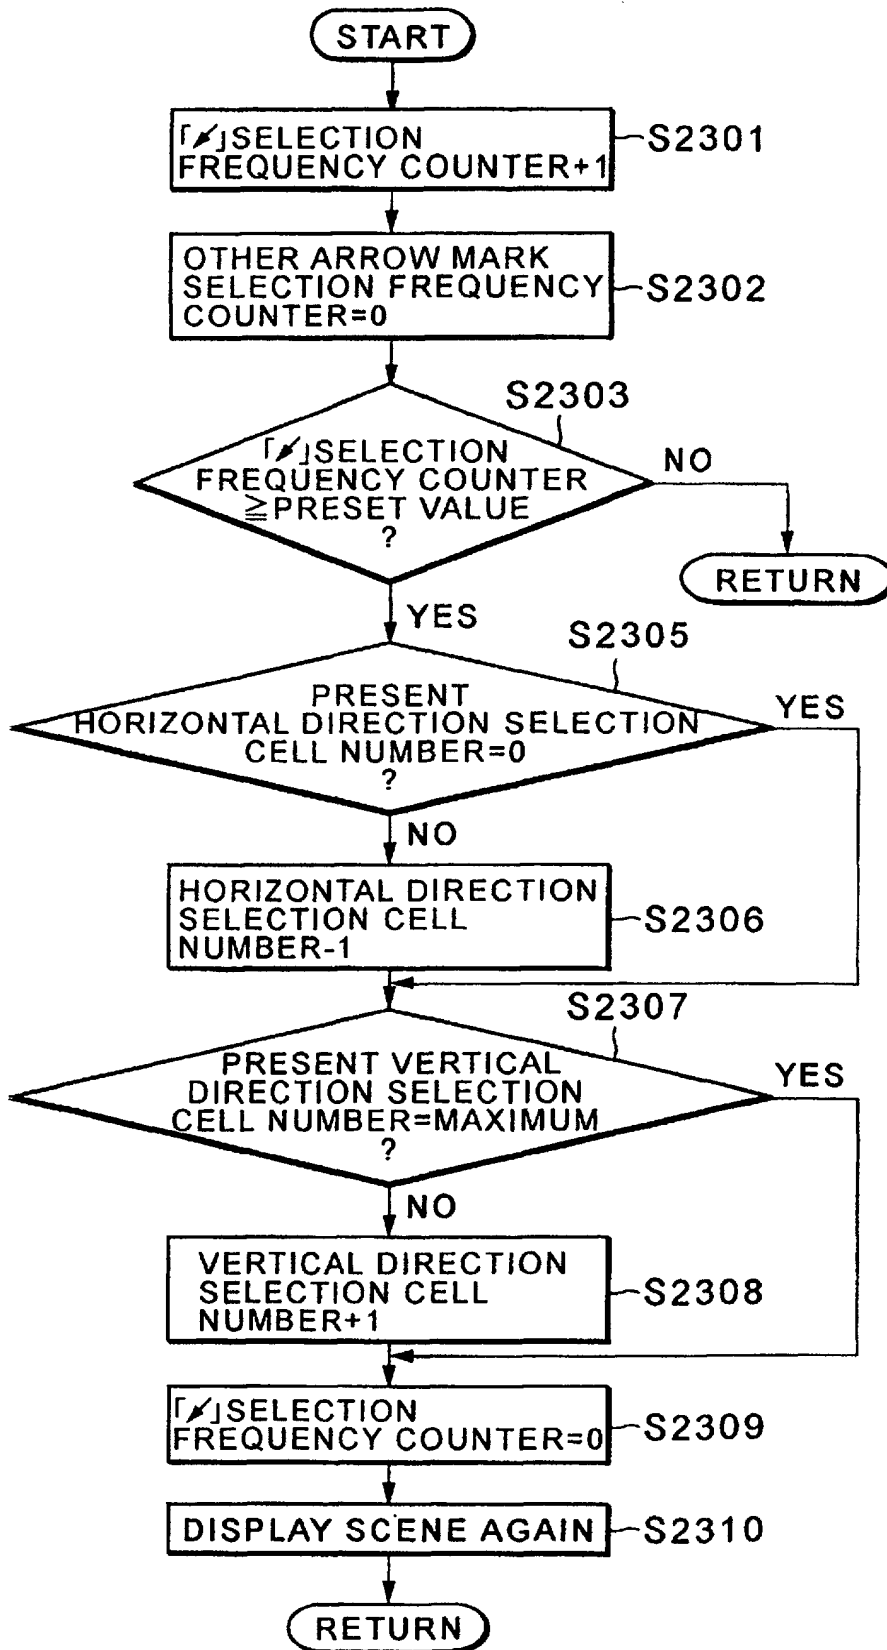 START
「↙」SELECTION
FREQUENCY COUNTER+1
S2301
OTHER ARROW MARK
SELECTION FREQUENCY
COUNTER=0
S2302
S2303
「↙」SELECTION
FREQUENCY COUNTER
≧PRESET VALUE
?
NO
RETURN
YES
S2305
PRESENT
HORIZONTAL DIRECTION SELECTION
CELL NUMBER=0
?
YES
NO
HORIZONTAL DIRECTION
SELECTION CELL
NUMBER-1
S2306
S2307
PRESENT VERTICAL
DIRECTION SELECTION
CELL NUMBER=MAXIMUM
?
YES
NO
VERTICAL DIRECTION
SELECTION CELL
NUMBER+1
S2308
「↙」SELECTION
FREQUENCY COUNTER=0
S2309
DISPLAY SCENE AGAIN
S2310
RETURN